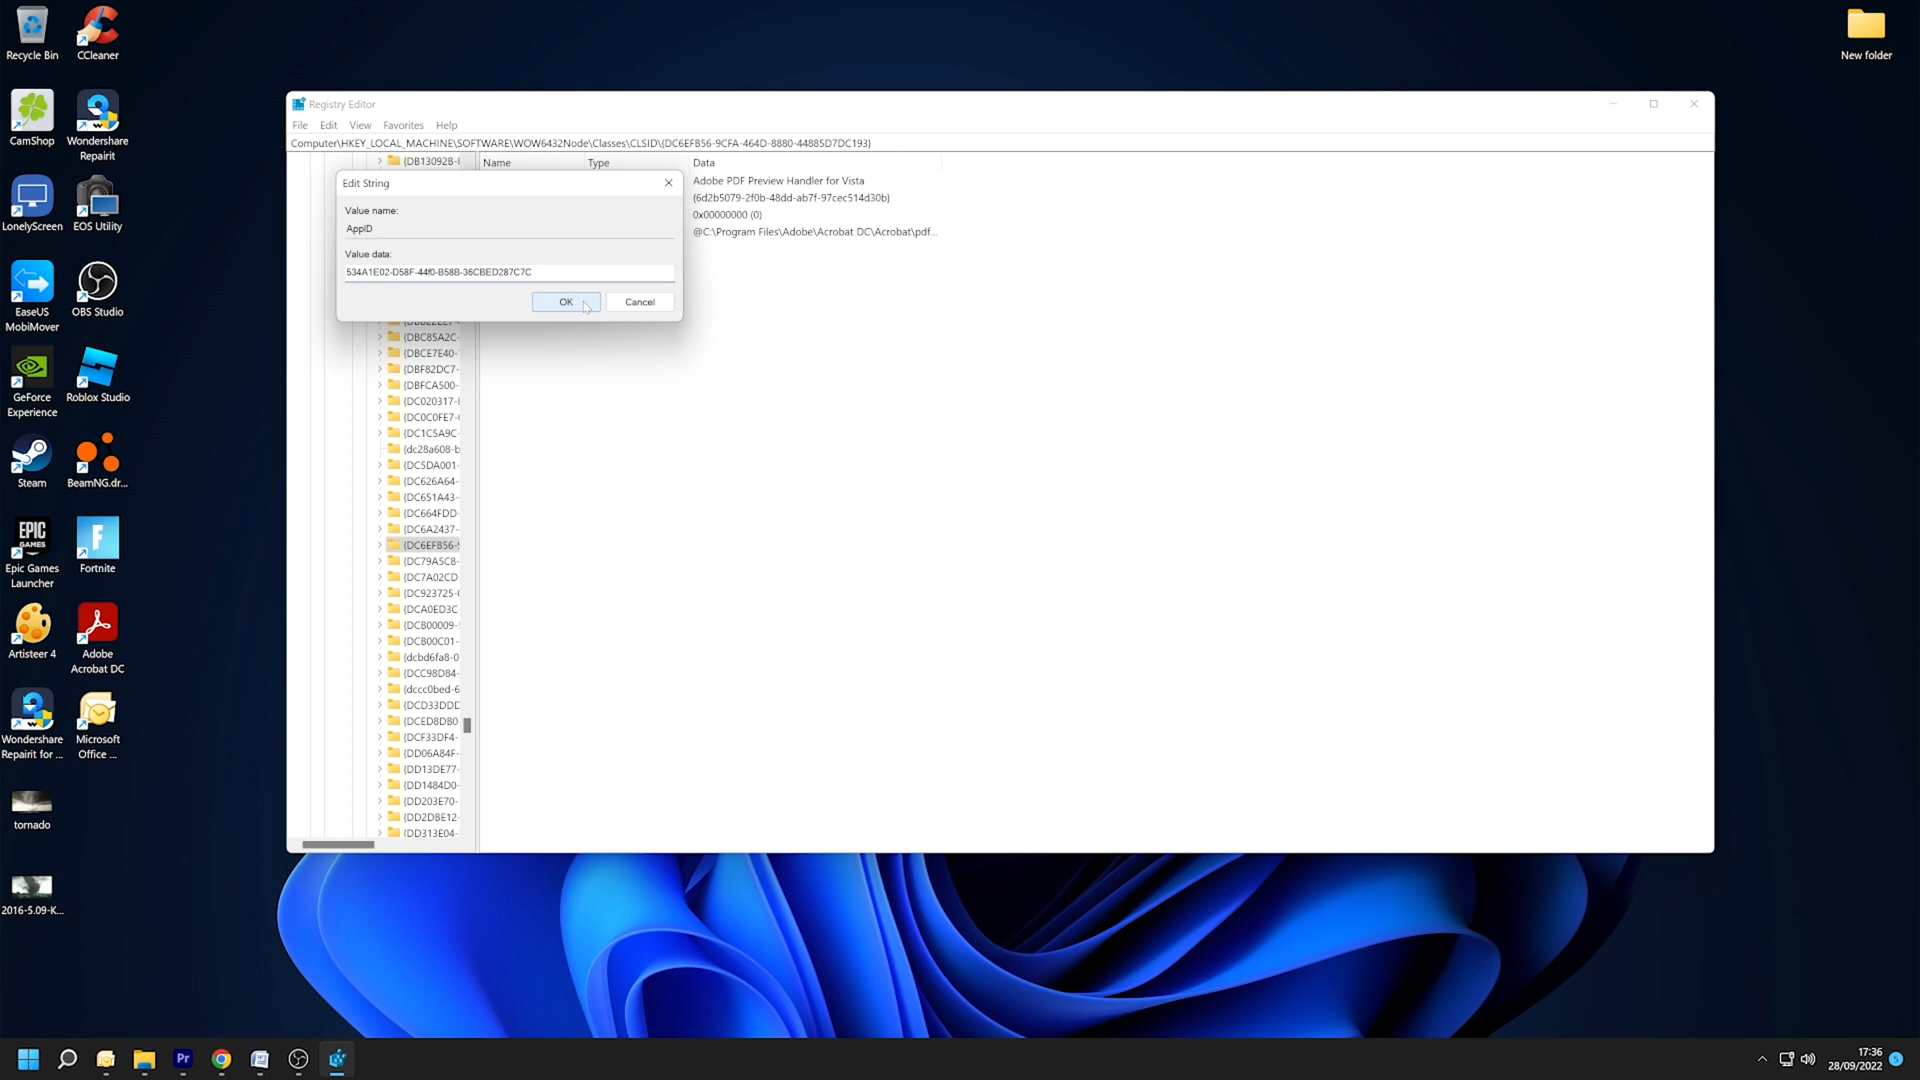 Recycle Bin
CCleaner
New folder
CamShop
Wondershare
Repairit
LonelyScreen
EOS Utility
EaseUS
MobiMover
OBS Studio
GeForce
Experience
Roblox Studio
Steam
BeamNG.dr...
EPIC
GAMES
Epic Games
Launcher
Fortnite
Artisteer 4
Adobe
Acrobat DC
Wondershare
Repairit for ...
Microsoft
Office ...
tornado
2016-5.09-K...
Registry Editor
File Edit View Favorites Help
Computer\HKEY_LOCAL_MACHINE\SOFTWARE\WOW6432Node\Classes\CLSID\{DC6EFB56-9CFA-464D-8880-44885D7DC193}
Name Type Data
Adobe PDF Preview Handler for Vista
{6d2b5079-2f0b-48dd-ab7f-97cec514d30b}
0x00000000 (0)
@C:\Program Files\Adobe\Acrobat DC\Acrobat\pdf...
Edit String
Value name:
AppID
Value data:
534A1E02-D58F-44f0-B58B-36CBED287C7C
OK Cancel
{DB13092B-
{DBC85A2C-
{DBCE7E40-
{DBF82DC7-
{DBFCA500-
{DC020317-
{DC0C0FE7-
{DC1C5A9C-
{dc28a608-b
{DC5DA001-
{DC626A64-
{DC651A43-
{DC664FDD-
{DC6A2437-
{DC6EFB56-
{DC79A5C8-
{DC7A02CD-
{DC923725-
{DCA0ED3C-
{DCB00009-
{DCB00C01-
{dcbd6fa8-0
{DCC98D84-
{dccc0bed-6
{DCD33DDD
{DCED8DB0-
{DCF33DF4-
{DD06A84F-
{DD13DE77-
{DD1484D0-
{DD203E70-
{DD2DBE12-
{DD313E04-
Pr
17:36
28/09/2022
5